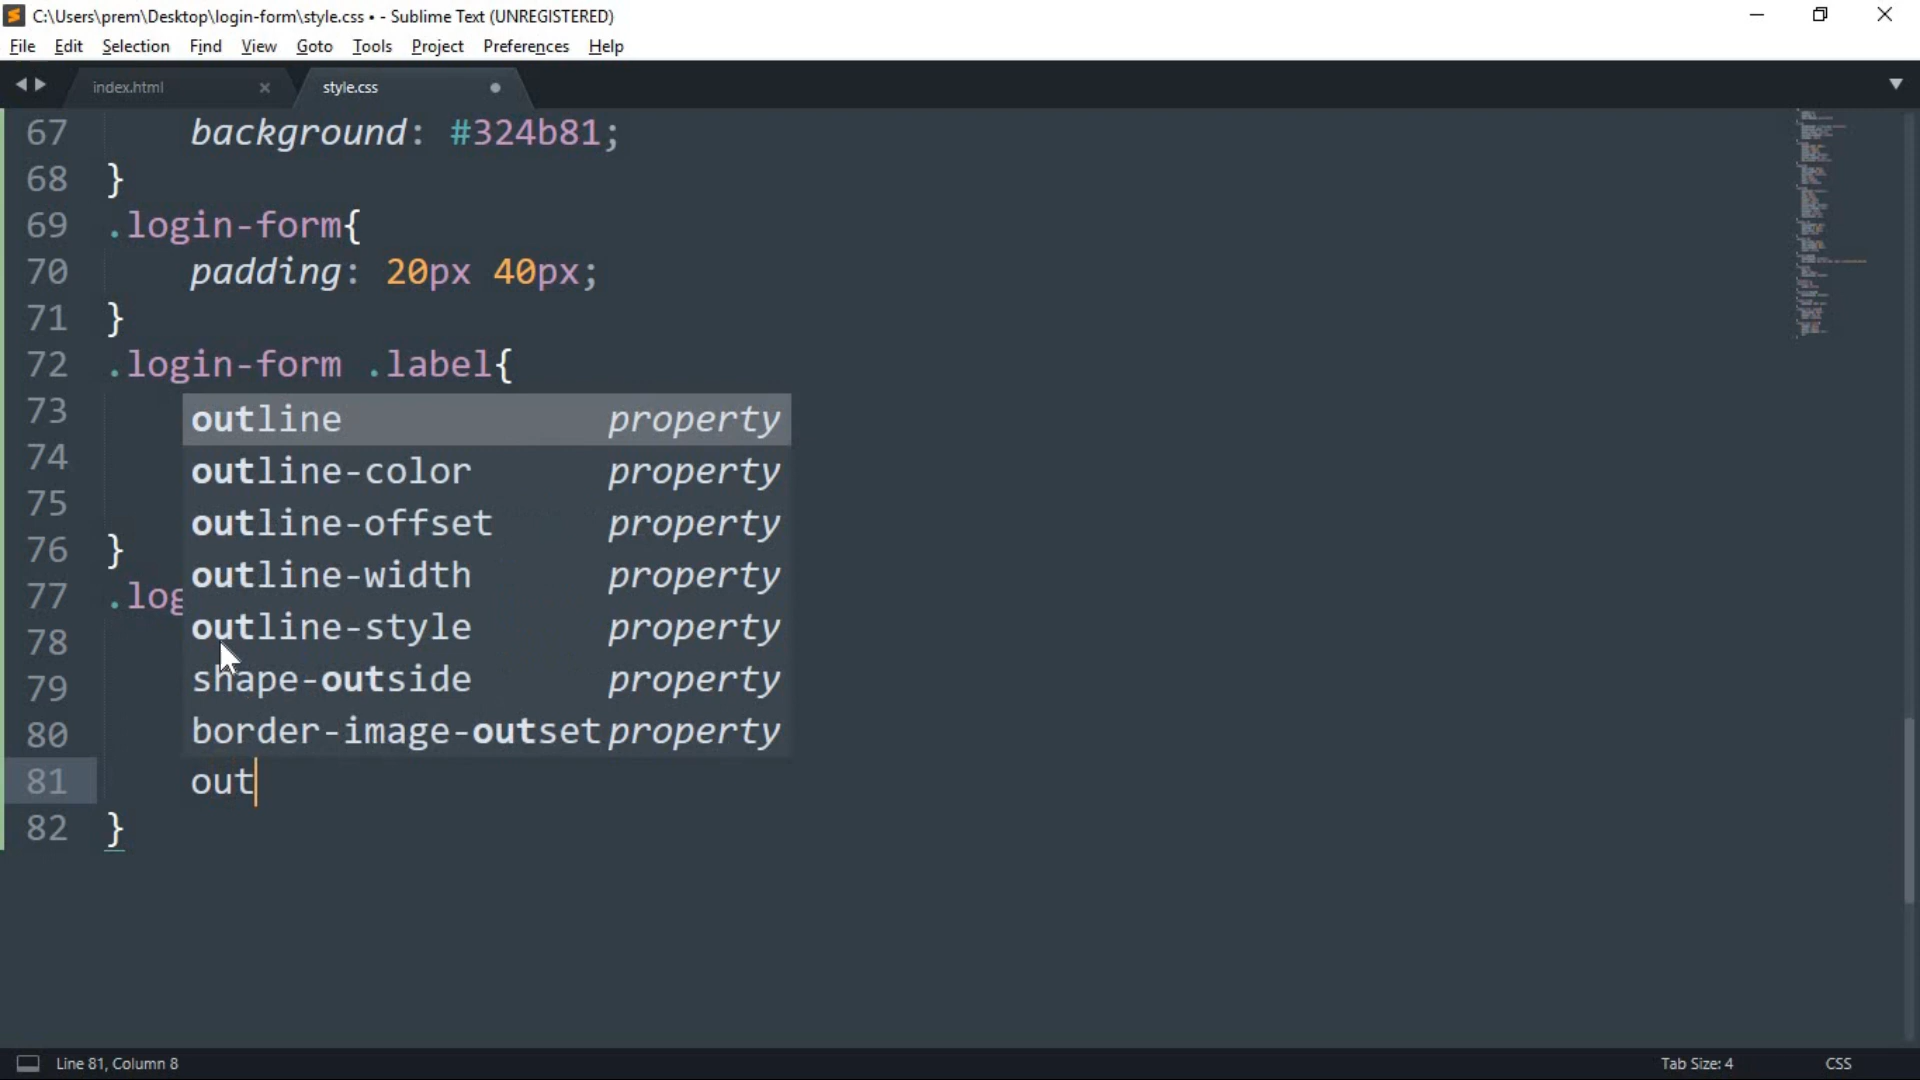 C:\Users\prem\Desktop\login-form\style.css • - Sublime Text (UNREGISTERED)
File Edit Selection Find View Goto Tools Project Preferences Help
index.html × style.css
67 background: #324b81;
68 }
69 .login-form{
70 padding: 20px 40px;
71 }
72 .login-form .label{
73 outline property
74 outline-color property
75 outline-offset property
76 } outline-width property
77 .log outline-style property
78
79 shape-outside property
80 border-image-outset property
81 out
82 }
Line 81, Column 8 Tab Size: 4 CSS